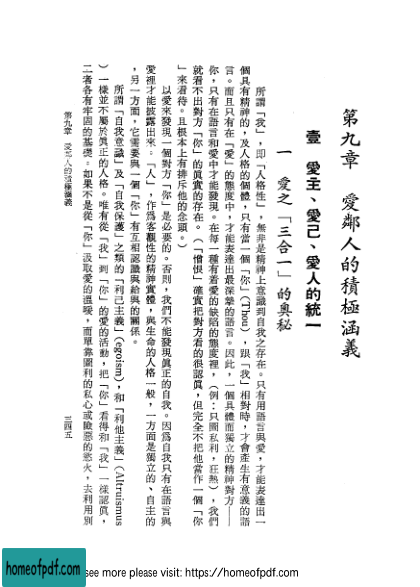 第九章 愛鄰人的積極涵義
壹 愛主、愛己、愛人的統一
一 愛之「三合一」的奧秘
所謂「我」，即「人格性」，無非是精神上意識到自我之存在。只有用語言與愛，才能表達出一
個具有精神的，及人格的個體，只有當一個「你」(Thou)，跟「我」相對時，才會產生有意義的語
言。而且只有在「愛」的態度中，才能表達出最深摯的語言。因此，一個具體而獨立的精神對方——
你，只有在語言和愛中才能發現。在每一種有着愛的缺陷的態度裡，(例：只圖私利，狂熱)，我們
就看不出對方「你」的眞實的存在。(「憎恨」確實把對方看的很認眞，但完全不把他當作一個「你
」來看待。且根本上有排斥他的念頭。)
以愛來發現一個對方「你」是必要的。否則，我們不能發現眞正的自我。因爲自我只有在語言與
愛裡才能披露出來：「人」，作爲客觀性的精神實體，與生命的人格一般，一方面是獨立的、自主的
，另一方面，它需要與一個「你」有互相認識與給與的關係。
所謂「自我意識」及「自我保護」之類的「利己主義」(egoism)，和「利他主義」(Altruismus
)一樣並不屬於眞正的人格。唯有從「我」到「你」的愛的活動，把「你」看得和「我」一樣認眞，
二者各有牢固的基礎。如果不是從「你」汲取愛的溫暖，而單靠圖利的私心或險惡的慾火，去利用別
第九章 愛鄰人的積極涵義
三四五
homeofpdf.com
see more please visit: https://homeofpdf.com